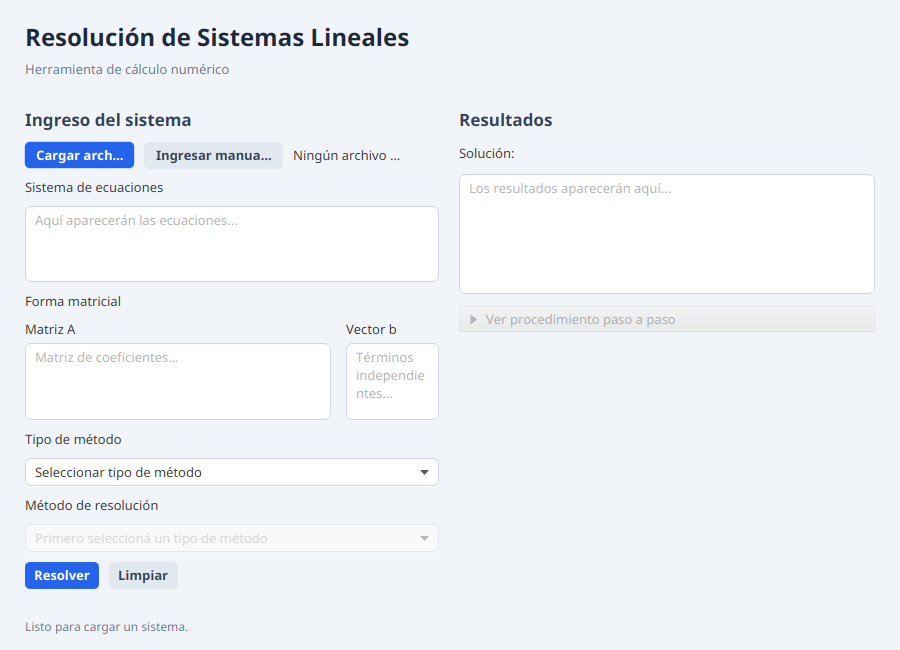 Resolución de Sistemas Lineales
Herramienta de cálculo numérico
Ingreso del sistema
Cargar arch...
Ingresar manua...
Ningún archivo ...
Sistema de ecuaciones
Aquí aparecerán las ecuaciones...
Forma matricial
Matriz A
Vector b
Matriz de coeficientes...
Términos
independie
ntes...
Tipo de método
Seleccionar tipo de método
Método de resolución
Primero seleccioná un tipo de método
Resolver
Limpiar
Listo para cargar un sistema.
Resultados
Solución:
Los resultados aparecerán aquí...
Ver procedimiento paso a paso